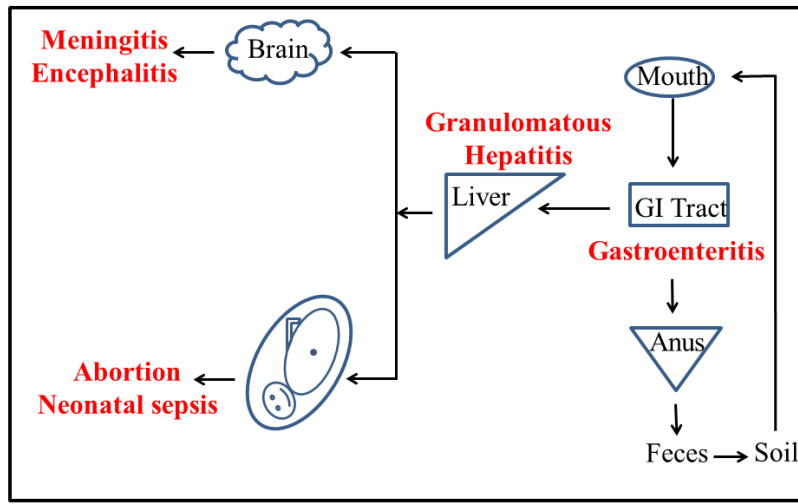 Meningitis
Encephalitis
Brain
Mouth
Granulomatous
Hepatitis
Liver
GI Tract
Gastroenteritis
Anus
Abortion
Neonatal sepsis
Feces
Soil